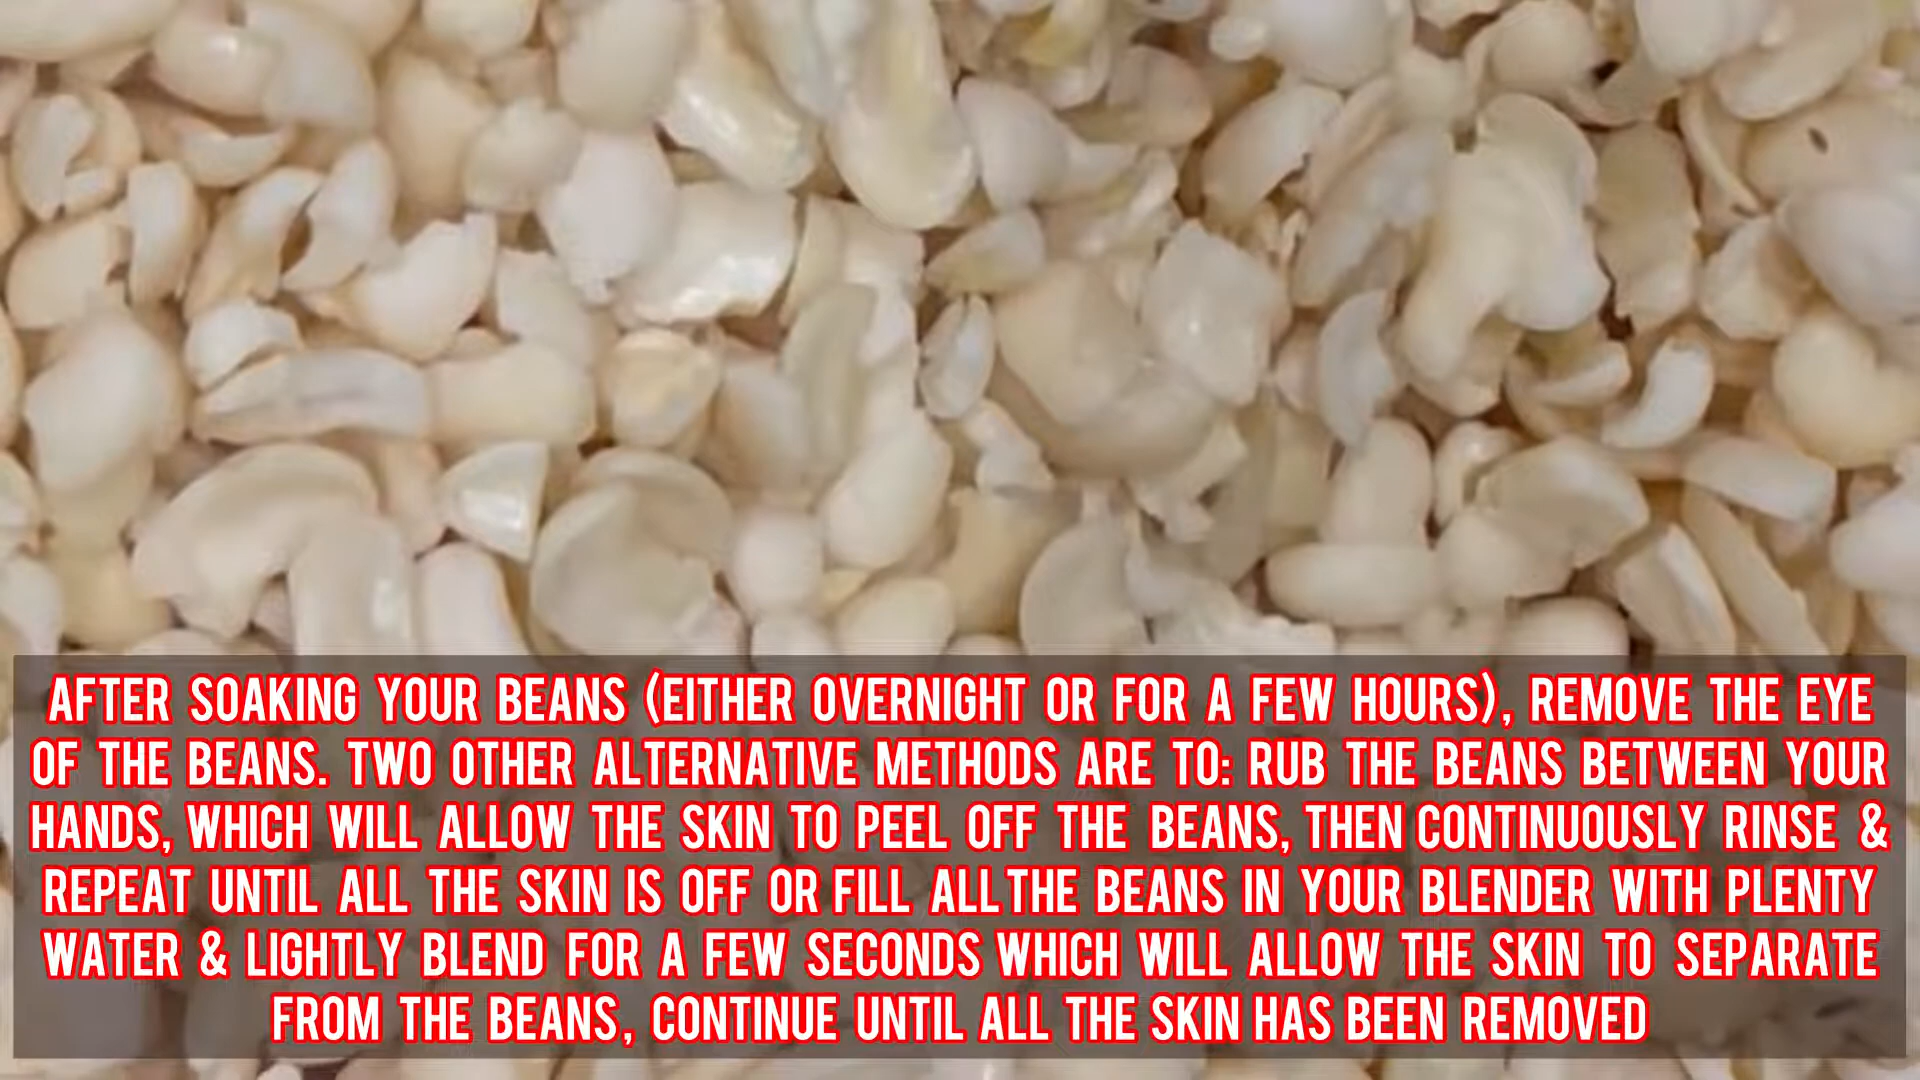 AFTER SOAKING YOUR BEANS (EITHER OVERNIGHT OR FOR A FEW HOURS), REMOVE THE EYE
OF THE BEANS. TWO OTHER ALTERNATIVE METHODS ARE TO: RUB THE BEANS BETWEEN YOUR
HANDS, WHICH WILL ALLOW THE SKIN TO PEEL OFF THE BEANS, THEN CONTINUOUSLY RINSE &
REPEAT UNTIL ALL THE SKIN IS OFF OR FILL ALL THE BEANS IN YOUR BLENDER WITH PLENTY
WATER & LIGHTLY BLEND FOR A FEW SECONDS WHICH WILL ALLOW THE SKIN TO SEPARATE
FROM THE BEANS, CONTINUE UNTIL ALL THE SKIN HAS BEEN REMOVED